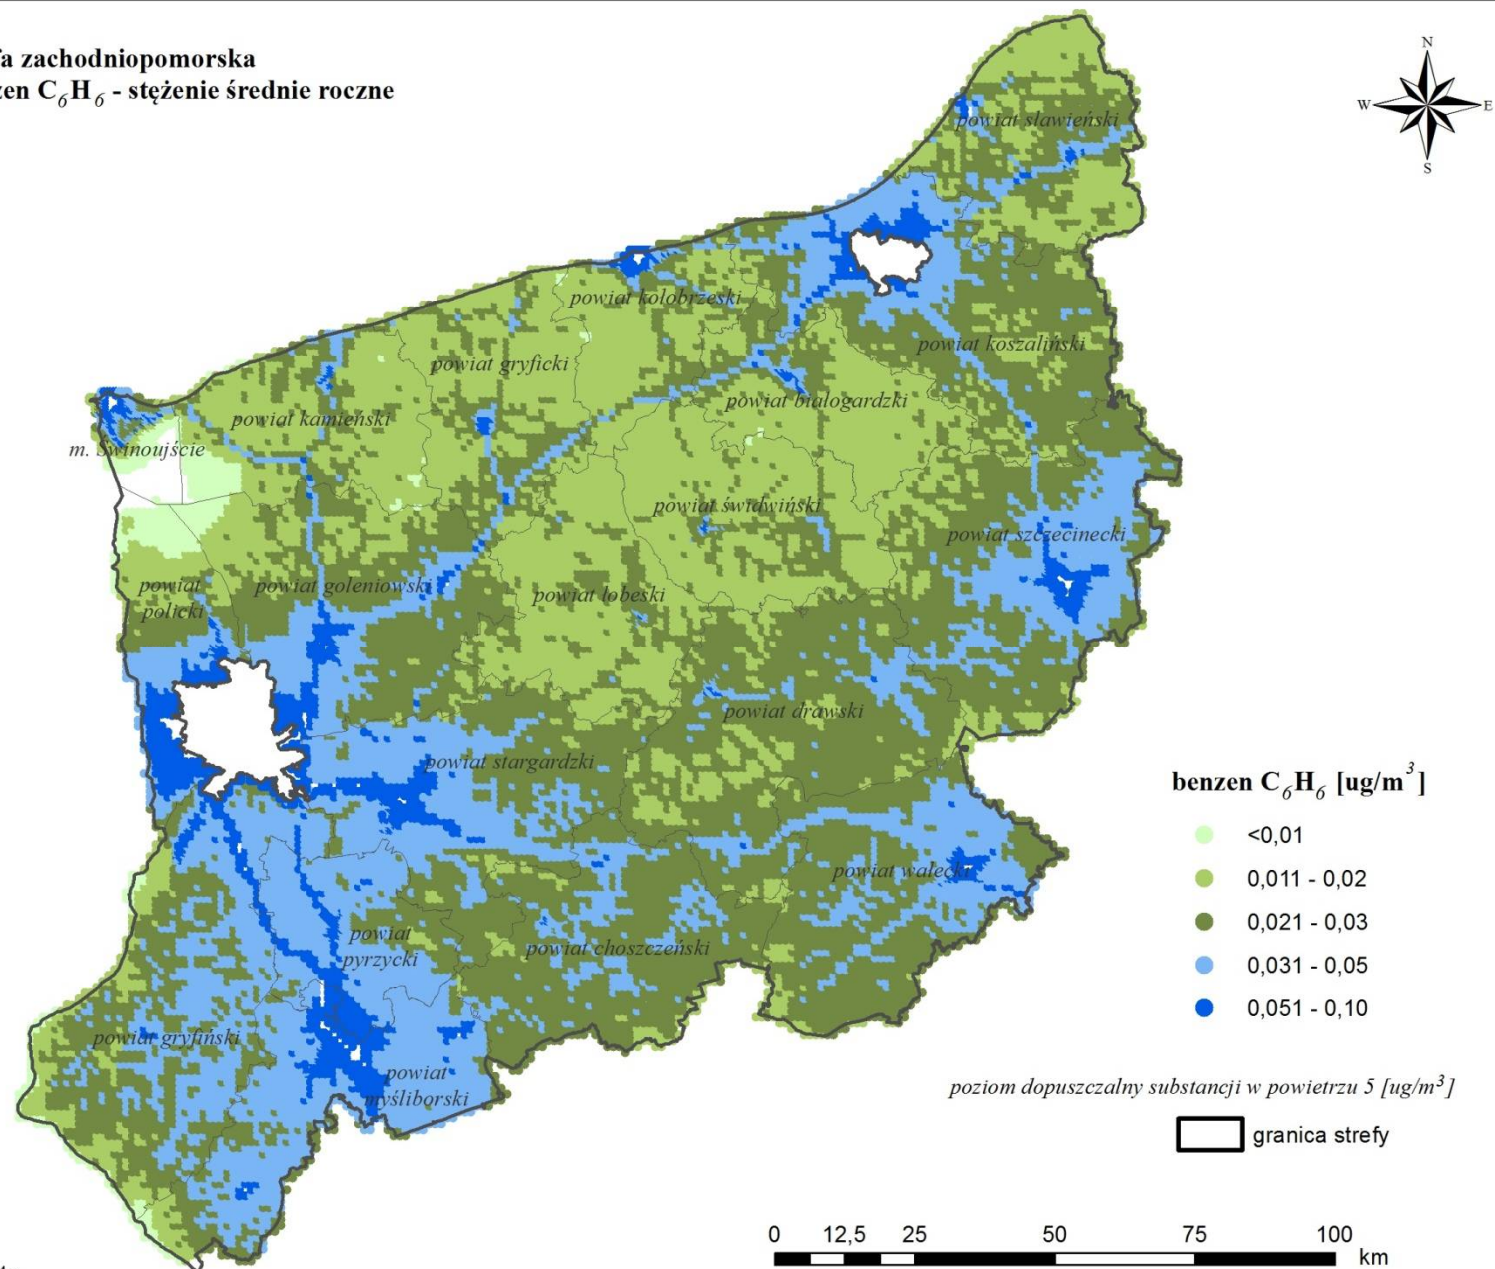 fa zachodniopomorska
zen C₆H₆ - stężenie średnie roczne
N
W
E
S
powiat sławieński
powiat kołobrzeski
powiat koszaliński
powiat gryficki
powiat białogardzki
powiat kamieński
m. Świnoujście
powiat świdwiński
powiat szczecinecki
powiat
policki
powiat goleniowski
powiat łobeski
powiat drawski
powiat stargardzki
powiat wałecki
powiat
pyrzycki
powiat choszczeński
powiat gryfiński
powiat
myśliborski
benzen C₆H₆ [ug/m³]
<0,01
0,011 - 0,02
0,021 - 0,03
0,031 - 0,05
0,051 - 0,10
poziom dopuszczalny substancji w powietrzu 5 [ug/m³]
granica strefy
0 12,5 25 50 75 100
km